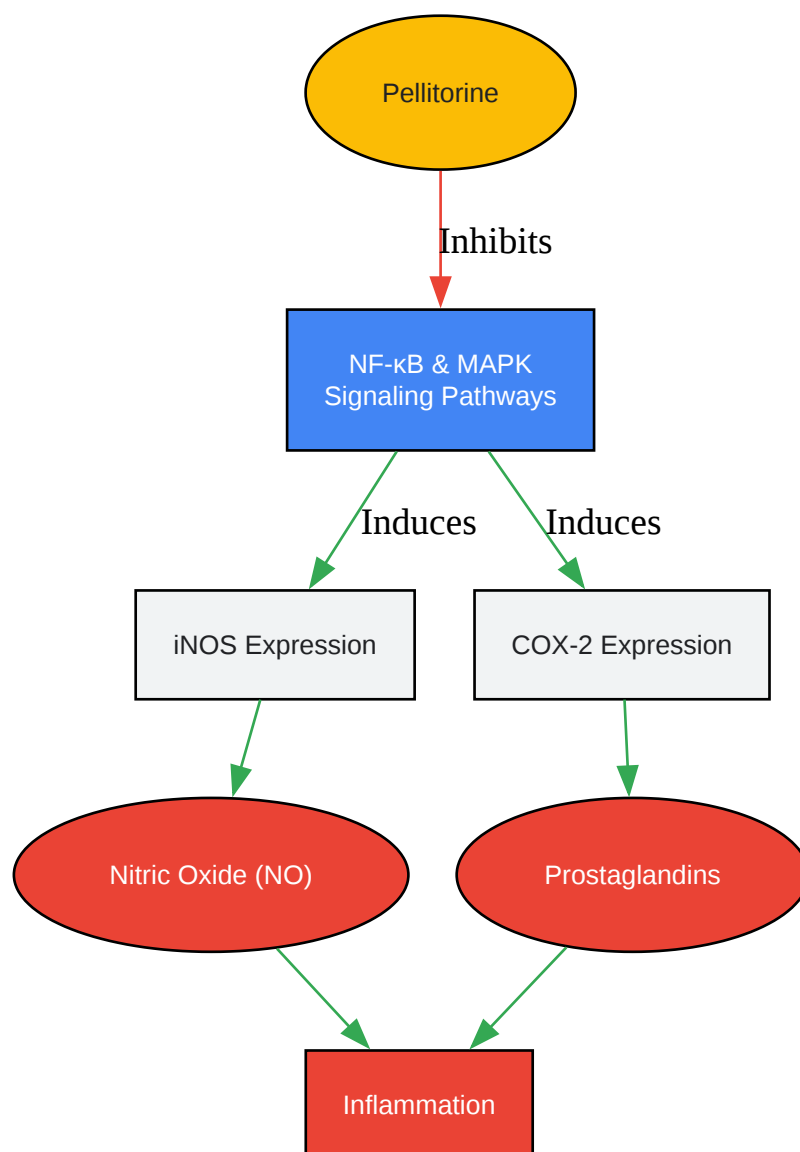 Pellitorine
Inhibits
NF-κB & MAPK
Signaling Pathways
Induces
Induces
iNOS Expression
COX-2 Expression
Nitric Oxide (NO)
Prostaglandins
Inflammation